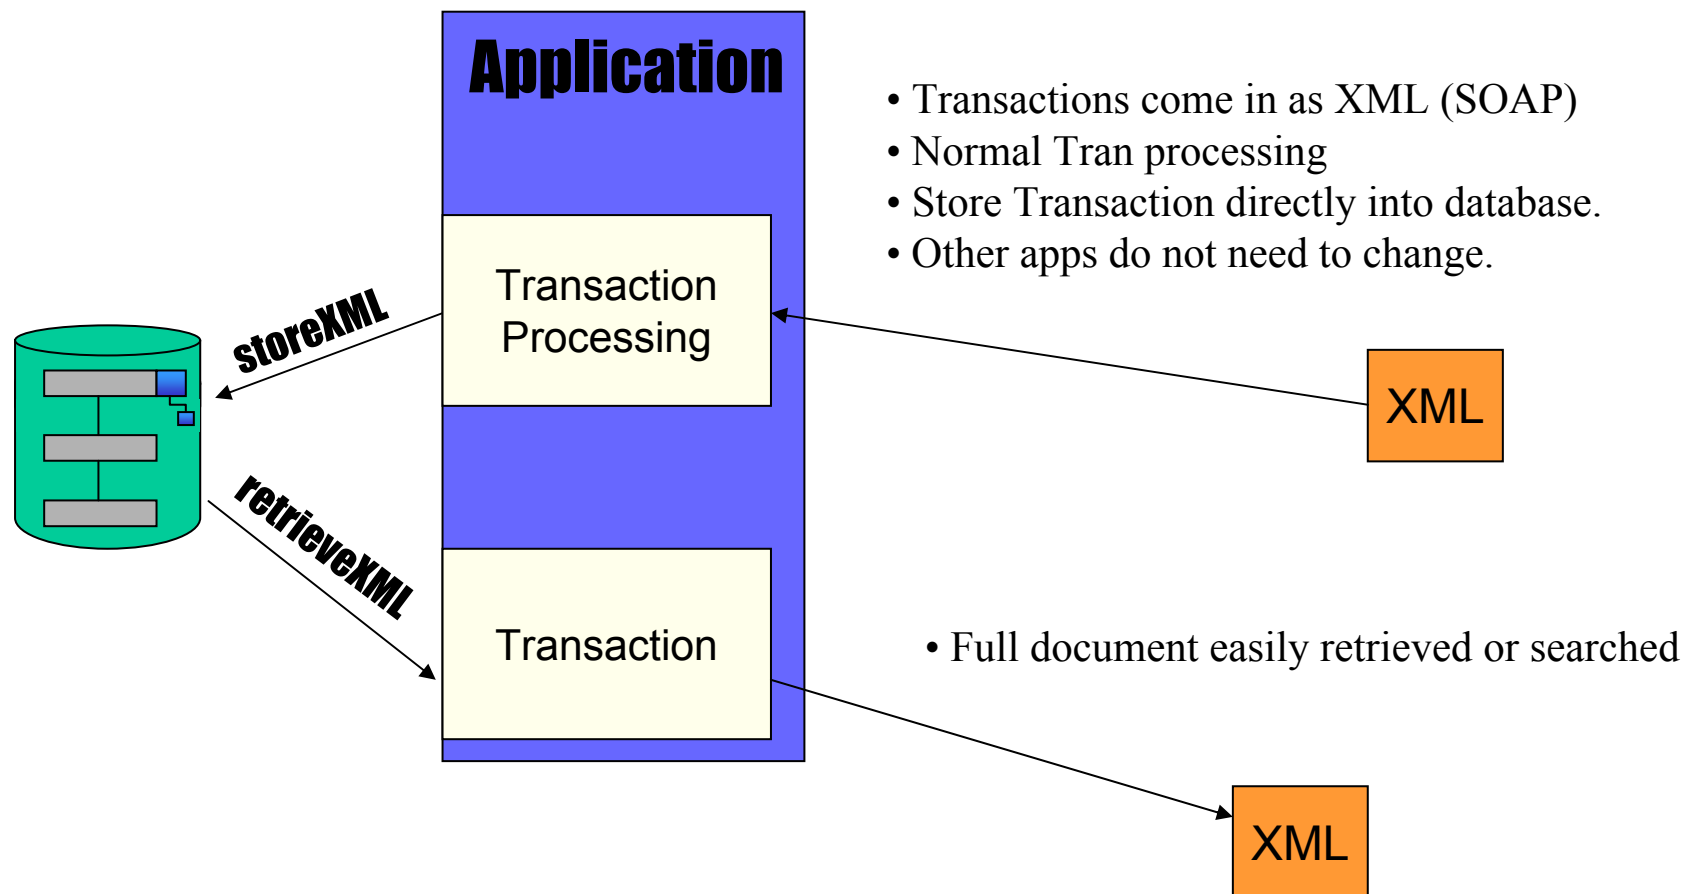 Application
• Transactions come in as XML (SOAP)
• Normal Tran processing
• Store Transaction directly into database.
• Other apps do not need to change.
Transaction
Processing
storeXML
XML
retrieveXML
Transaction
• Full document easily retrieved or searched
XML